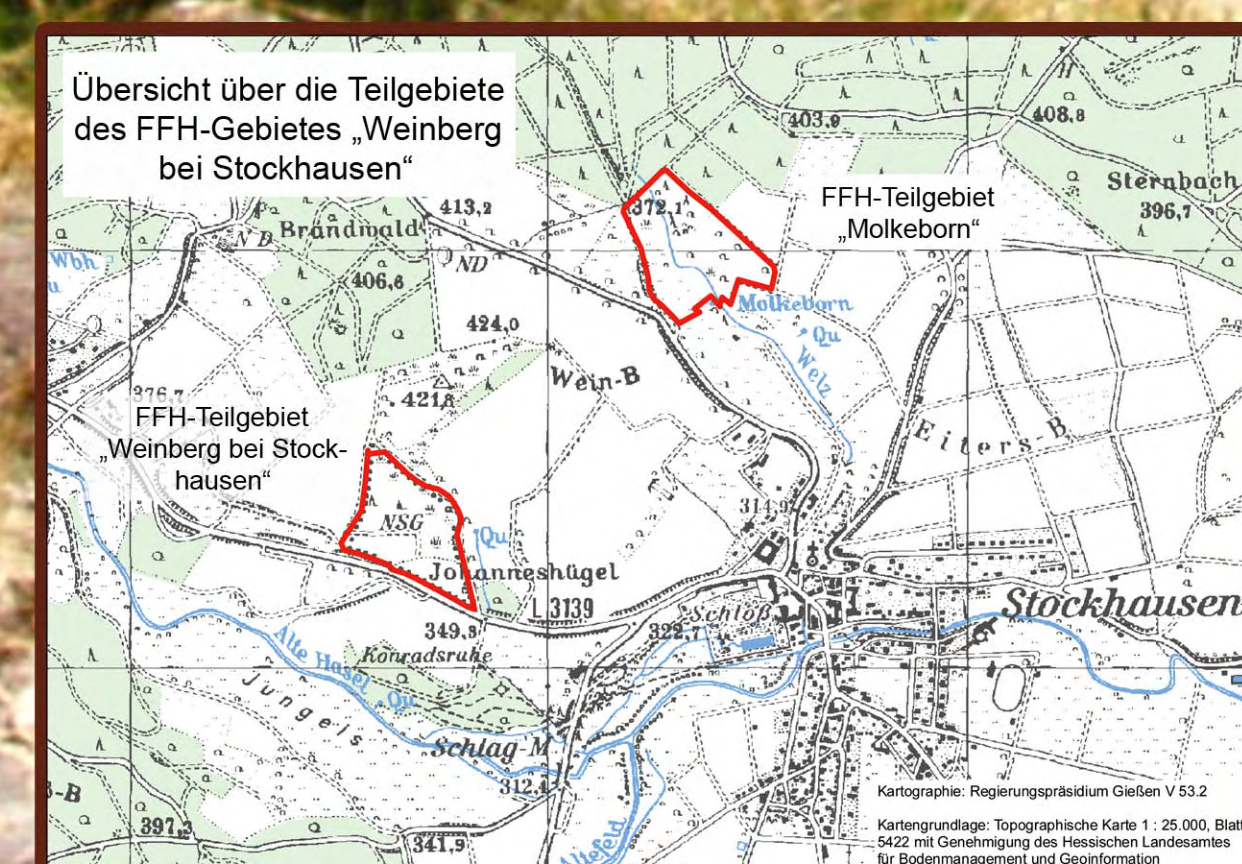 Übersicht über die Teilgebiete
des FFH-Gebietes „Weinberg
bei Stockhausen“
403,9
408,8
Sternbach
396,7
FFH-Teilgebiet
„Molkeborn“
372,1
413,2
Brandwald
ND
ND
Wbh
406,6
424,0
Molkeborn
Qu
Welz
Wein-B
421,8
376,7
FFH-Teilgebiet
„Weinberg bei Stock-
hausen“
Eiters-B
NSG
Qu
Johanneshügel
L 3139
349,8
Schloß
322,7
Stockhausen
Konradsruhe
Alte Hasel
Qu
Jungels
Schlag-M
312,4
-B
397,3
341,9
Altefeld
Kartographie: Regierungspräsidium Gießen V 53.2
Kartengrundlage: Topographische Karte 1 : 25.000, Blatt
5422 mit Genehmigung des Hessischen Landesamtes
für Bodenmanagement und Geoinformation